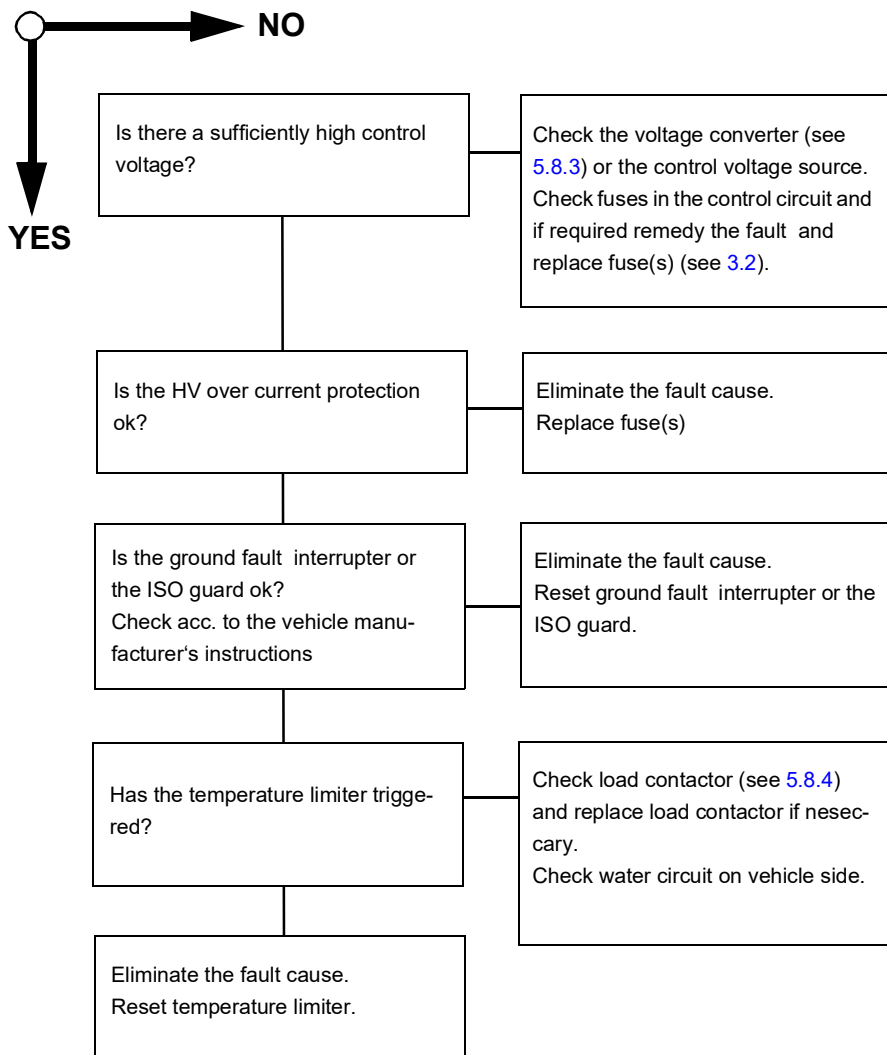 NO
YES
Is there a sufficiently high control
voltage?
Check the voltage converter (see
5.8.3) or the control voltage source.
Check fuses in the control circuit and
if required remedy the fault and
replace fuse(s) (see 3.2).
Is the HV over current protection
ok?
Eliminate the fault cause.
Replace fuse(s)
Is the ground fault interrupter or
the ISO guard ok?
Check acc. to the vehicle manu-
facturer‘s instructions
Eliminate the fault cause.
Reset ground fault interrupter or the
ISO guard.
Has the temperature limiter trigge-
red?
Check load contactor (see 5.8.4)
and replace load contactor if nesec-
cary.
Check water circuit on vehicle side.
Eliminate the fault cause.
Reset temperature limiter.